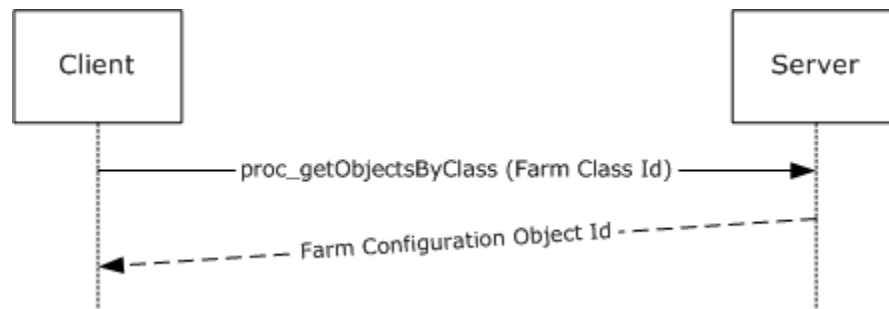 Client
Server
proc_getObjectsByClass (Farm Class Id)
Farm Configuration Object Id